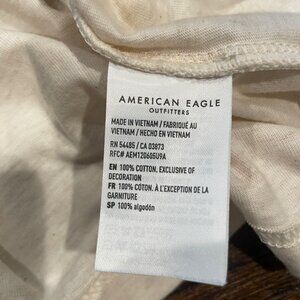 AMERICAN EAGLE
OUTFITTERS
MADE IN VIETNAM / FABRIQUÉ AU
VIETNAM / HECHO EN VIETNAM
RN 54485 / CA 03873
RFC# AEM120605U9A
EN 100% COTTON, EXCLUSIVE OF
DECORATION
FR 100% COTON. À L'EXCEPTION DE LA
GARNITURE
SP 100% algodón